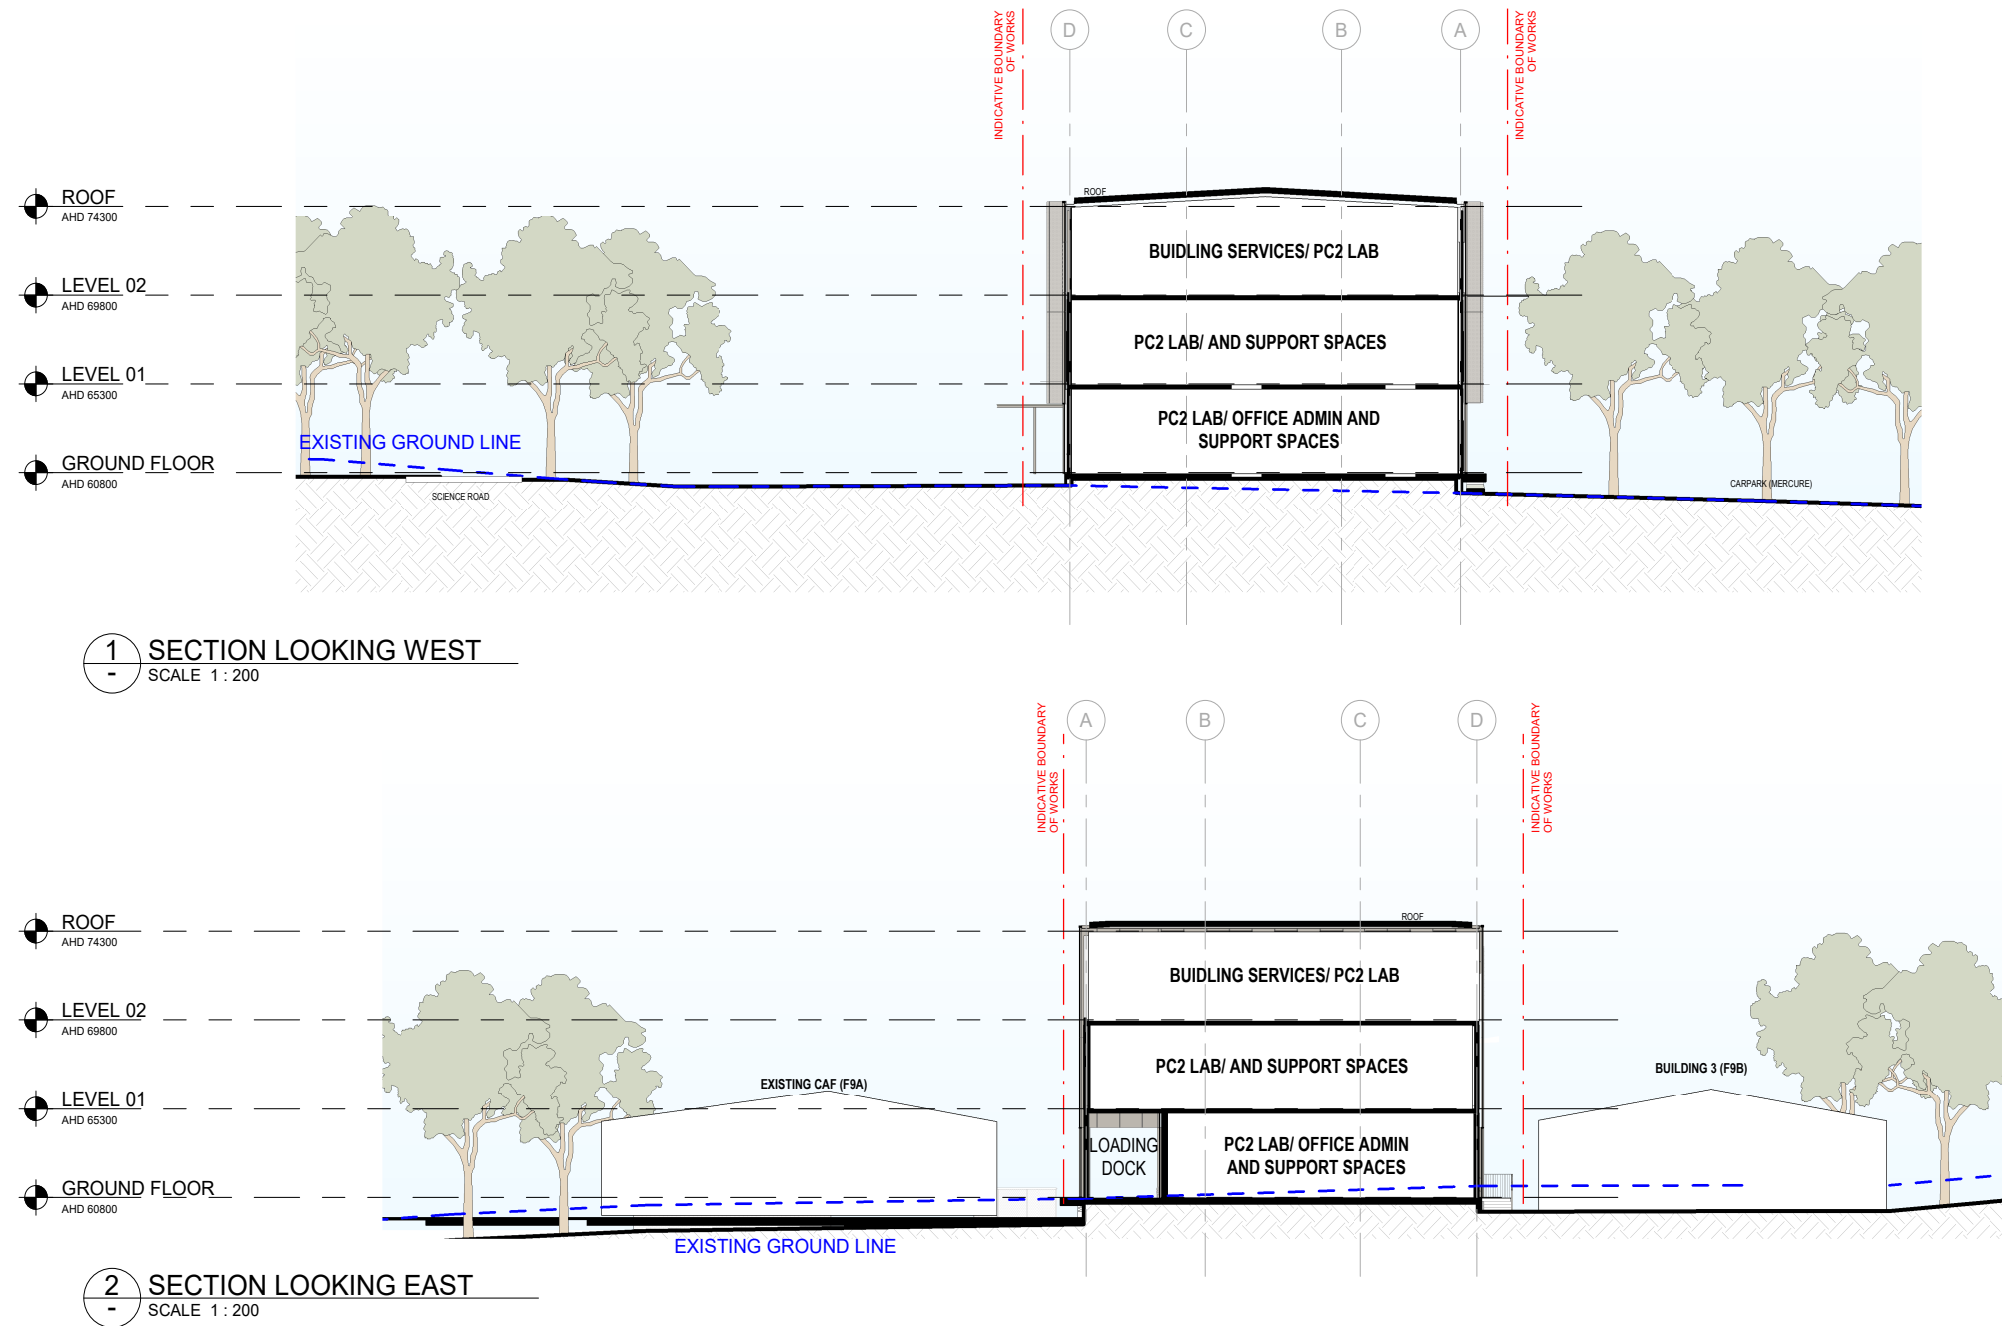 INDICATIVE BOUNDARY
OF WORKS
D
C
B
A
INDICATIVE BOUNDARY
OF WORKS
ROOF
AHD 74300
ROOF
BUIDLING SERVICES/ PC2 LAB
LEVEL 02
AHD 69800
PC2 LAB/ AND SUPPORT SPACES
LEVEL 01
AHD 65300
PC2 LAB/ OFFICE ADMIN AND
SUPPORT SPACES
EXISTING GROUND LINE
GROUND FLOOR
AHD 60800
SCIENCE ROAD
CARPARK (MERCURE)
1
-
SECTION LOOKING WEST
SCALE 1 : 200
INDICATIVE BOUNDARY
OF WORKS
A
B
C
D
INDICATIVE BOUNDARY
OF WORKS
ROOF
AHD 74300
ROOF
BUIDLING SERVICES/ PC2 LAB
LEVEL 02
AHD 69800
PC2 LAB/ AND SUPPORT SPACES
EXISTING CAF (F9A)
BUILDING 3 (F9B)
LEVEL 01
AHD 65300
LOADING
DOCK
PC2 LAB/ OFFICE ADMIN
AND SUPPORT SPACES
GROUND FLOOR
AHD 60800
EXISTING GROUND LINE
2
-
SECTION LOOKING EAST
SCALE 1 : 200